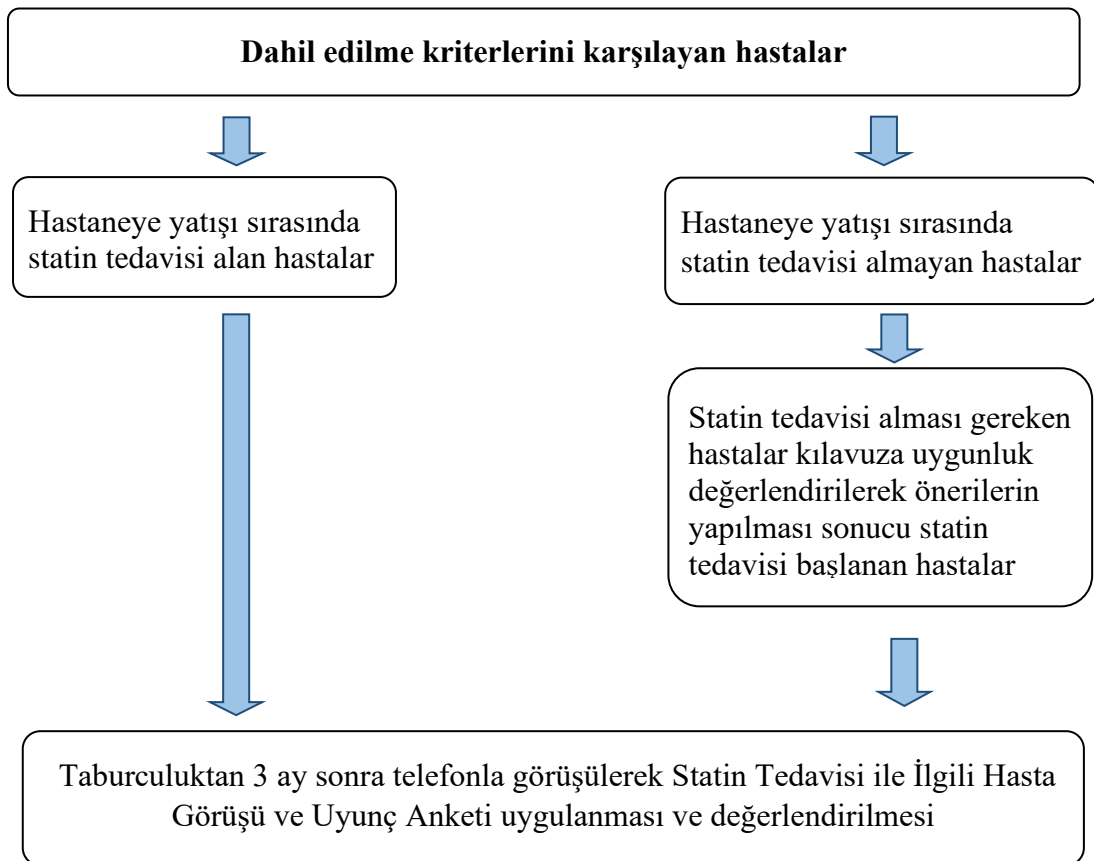 Dahil edilme kriterlerini karşılayan hastalar
Hastaneye yatışı sırasında
statin tedavisi alan hastalar
Hastaneye yatışı sırasında
statin tedavisi almayan hastalar
Statin tedavisi alması gereken
hastalar kılavuza uygunluk
değerlendirilerek önerilerin
yapılması sonucu statin
tedavisi başlanan hastalar
Taburculuktan 3 ay sonra telefonla görüşülerek Statin Tedavisi ile İlgili Hasta
Görüşü ve Uyunç Anketi uygulanması ve değerlendirilmesi